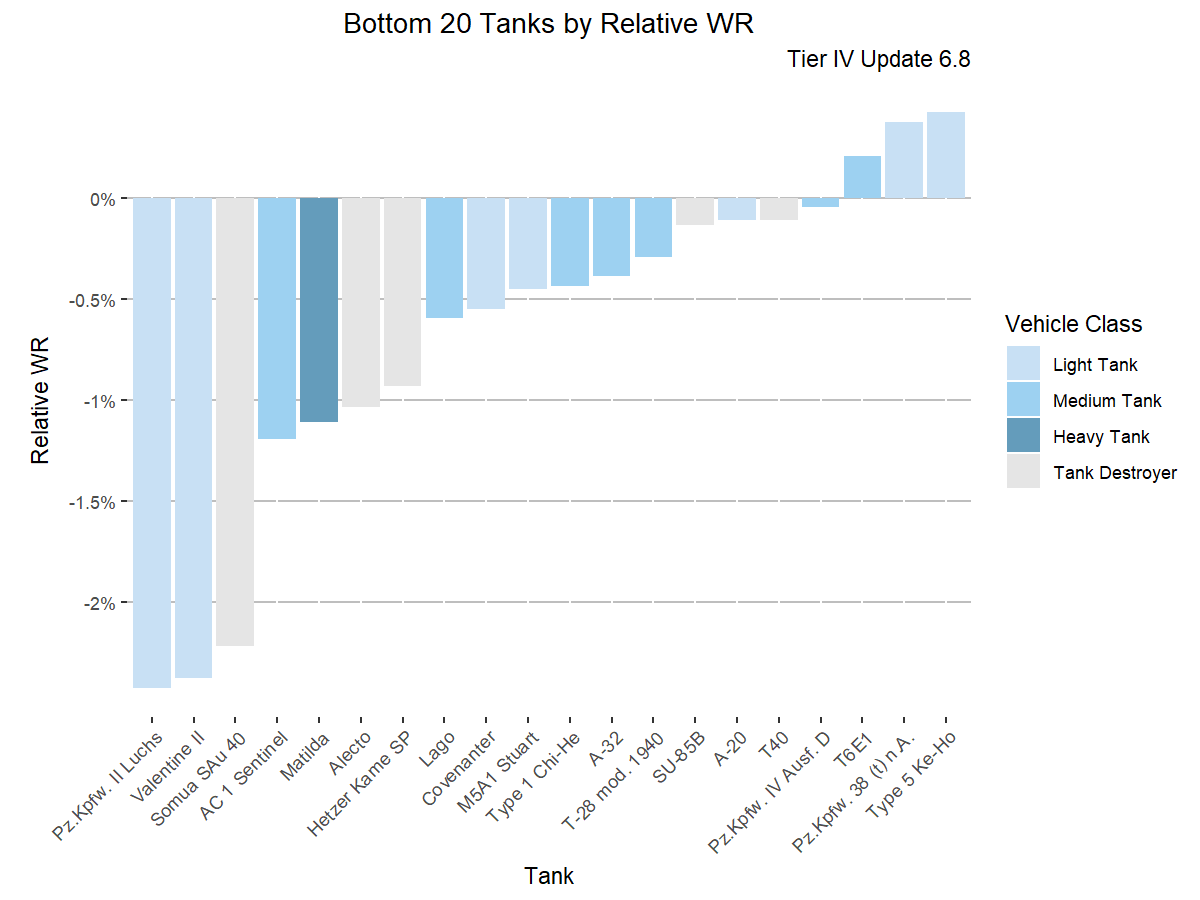 Bottom 20 Tanks by Relative WR
Tier IV Update 6.8
Relative WR
0%
-0.5%
-1%
-1.5%
-2%
Pz.Kpfw. II Luchs
Valentine II
Somua SAu 40
AC 1 Sentinel
Matilda
Alecto
Hetzer Kame SP
Lago
Covenanter
M5A1 Stuart
Type 1 Chi-He
A-32
T-28 mod. 1940
SU-85B
A-20
T40
Pz.Kpfw. IV Ausf. D
T6E1
Pz.Kpfw. 38 (t) n.A.
Type 5 Ke-Ho
Tank
Vehicle Class
Light Tank
Medium Tank
Heavy Tank
Tank Destroyer